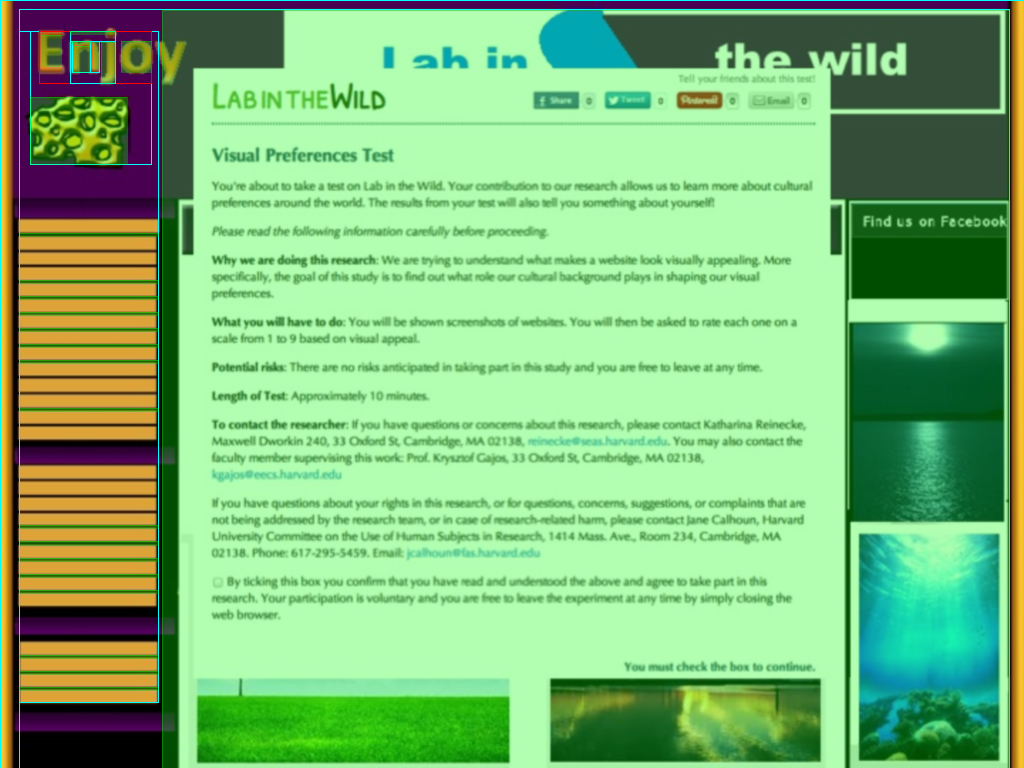 Enjoy
Lab in the wild
Tell your friends about this test!
LABINTHEWILD
Share 0 Tweet 0 Pinterest 0 Email 0
Visual Preferences Test
You're about to take a test on Lab in the Wild. Your contribution to our research allows us to learn more about cultural
preferences around the world. The results from your test will also tell you something about yourself!
Find us on Facebook
Please read the following information carefully before proceeding.
Why we are doing this research: We are trying to understand what makes a website look visually appealing. More
specifically, the goal of this study is to find out what role our cultural background plays in shaping our visual
preferences.
What you will have to do: You will be shown screenshots of websites. You will then be asked to rate each one on a
scale from 1 to 9 based on visual appeal.
Potential risks: There are no risks anticipated in taking part in this study and you are free to leave at any time.
Length of Test: Approximately 10 minutes.
To contact the researcher: If you have questions or concerns about this research, please contact Katharina Reinecke,
Maxwell Dworkin 240, 33 Oxford St, Cambridge, MA 02138, reinecke@seas.harvard.edu. You may also contact the
faculty member supervising this work: Prof. Krysztof Gajos, 33 Oxford St, Cambridge, MA 02138,
kgajos@eecs.harvard.edu
If you have questions about your rights in this research, or for questions, concerns, suggestions, or complaints that are
not being addressed by the research team, or in case of research-related harm, please contact Jane Calhoun, Harvard
University Committee on the Use of Human Subjects in Research, 1414 Mass. Ave., Room 234, Cambridge, MA
02138. Phone: 617-295-5459. Email: jcalhoun@fas.harvard.edu
By ticking this box you confirm that you have read and understood the above and agree to take part in this
research. Your participation is voluntary and you are free to leave the experiment at any time by simply closing the
web browser.
You must check the box to continue.